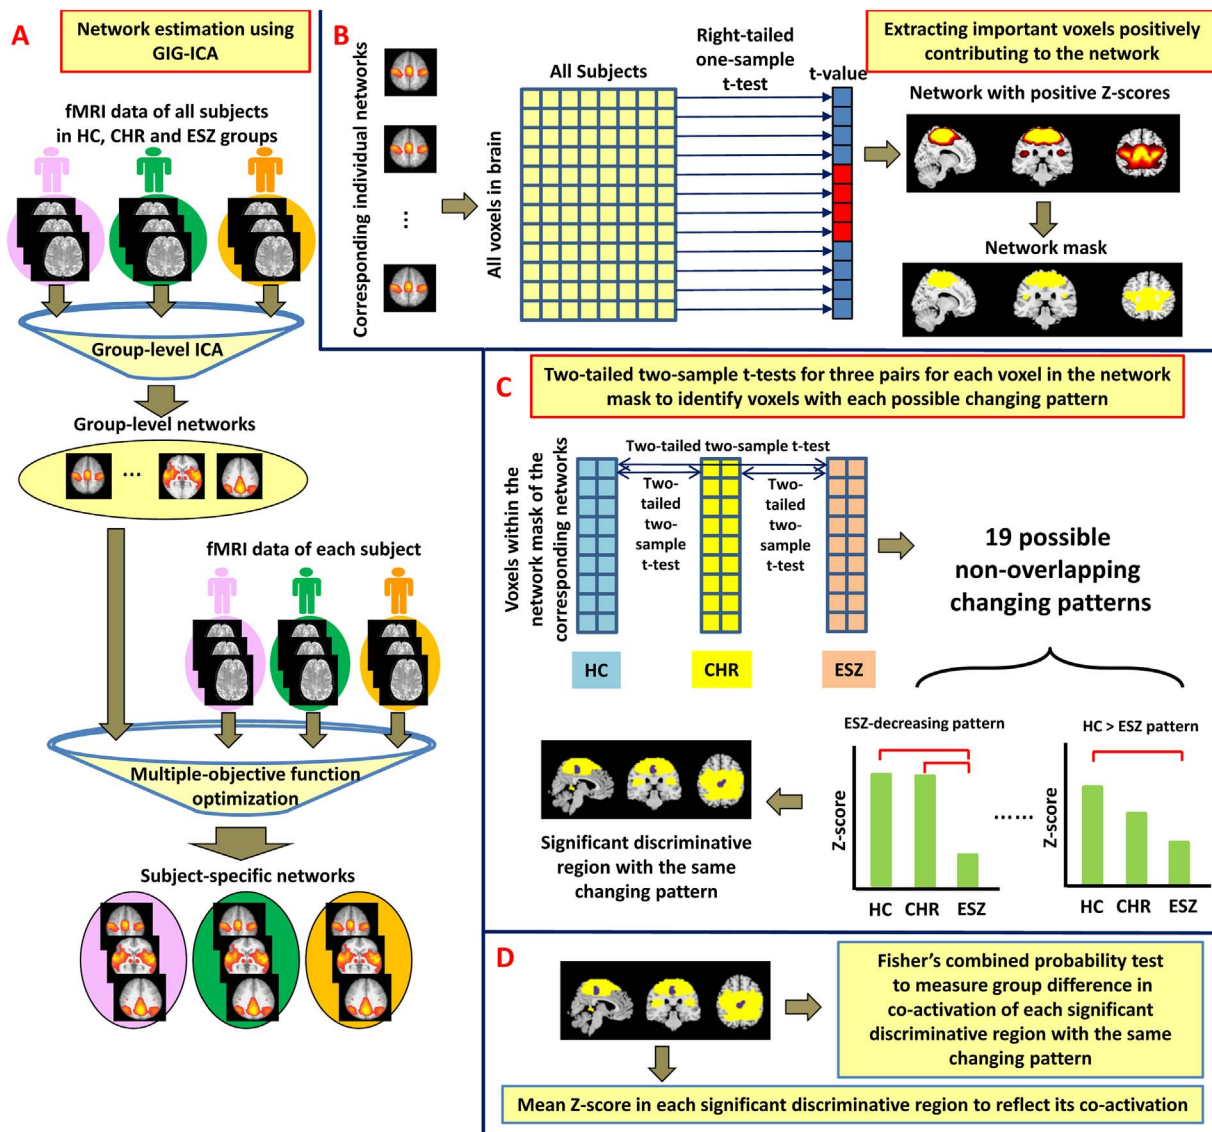 A
Network estimation using
GIG-ICA
fMRI data of all subjects
in HC, CHR and ESZ groups
Group-level ICA
Group-level networks
...
fMRI data of each subject
Multiple-objective function
optimization
Subject-specific networks
B
Corresponding individual networks
...
All voxels in brain
All Subjects
Right-tailed
one-sample
t-test
t-value
Extracting important voxels positively
contributing to the network
Network with positive Z-scores
Network mask
C
Two-tailed two-sample t-tests for three pairs for each voxel in the network
mask to identify voxels with each possible changing pattern
Voxels within the
network mask of the
corresponding networks
Two-tailed two-sample t-test
Two-
tailed
two-
sample
t-test
Two-
tailed
two-
sample
t-test
HC
CHR
ESZ
19 possible
non-overlapping
changing patterns
ESZ-decreasing pattern
Z-score
HC CHR ESZ
......
HC > ESZ pattern
Z-score
HC CHR ESZ
Significant discriminative
region with the same
changing pattern
D
Fisher's combined probability test
to measure group difference in
co-activation of each significant
discriminative region with the same
changing pattern
Mean Z-score in each significant discriminative region to reflect its co-activation